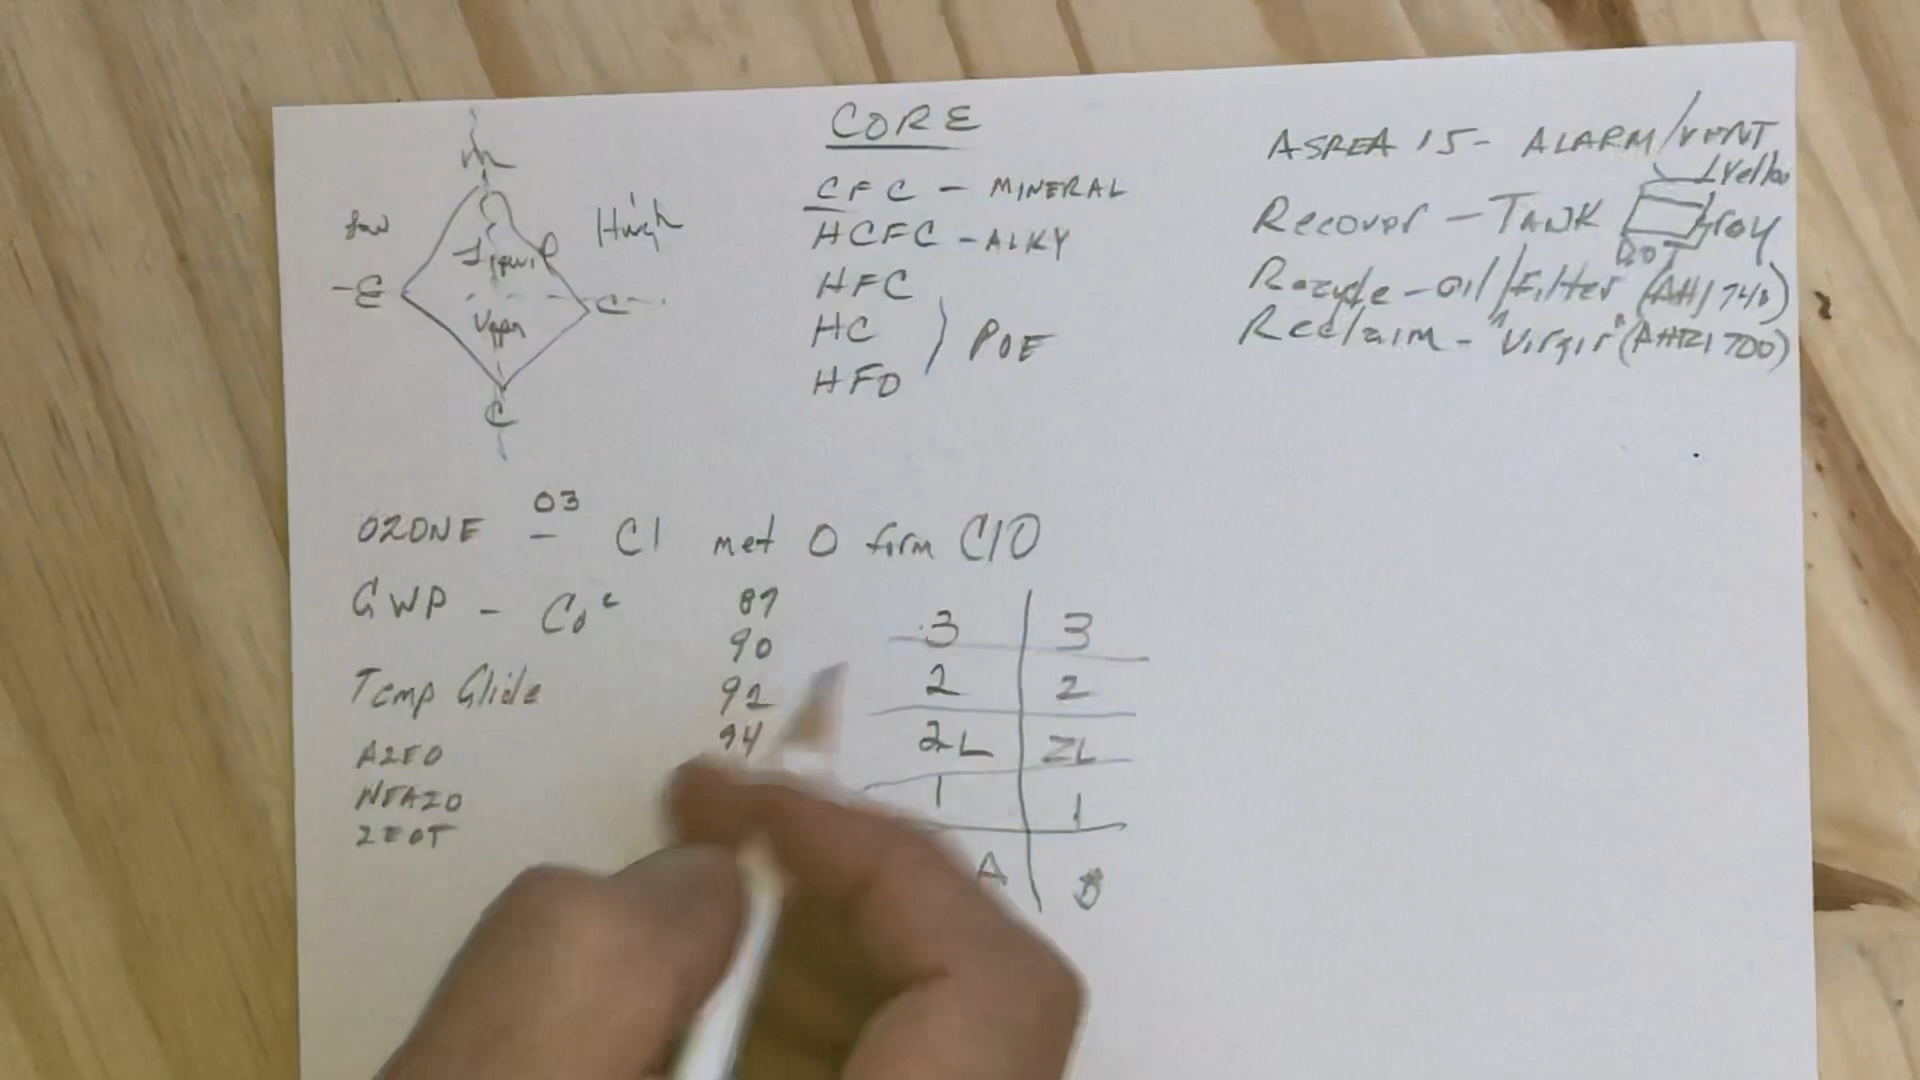 CORE
m
low
High
Liquid
-E
C
Vapor
C
CFC - MINERAL
HCFC - ALKY
HFC
HC
HFO
POE
ASREA 15- ALARM/VENT
Yellow
Recover - TANK Gray
DOT
Recycle - oil/Filter (AHJ 740)
Reclaim - "Virgin" (AHRI 700)
OZONE - O3 Cl met O form ClO
GWP - Co2
Temp Glide
AZEO
NEAZO
ZEOT
89
90
92
94
3 3
2 2
2L 2L
1 1
A B